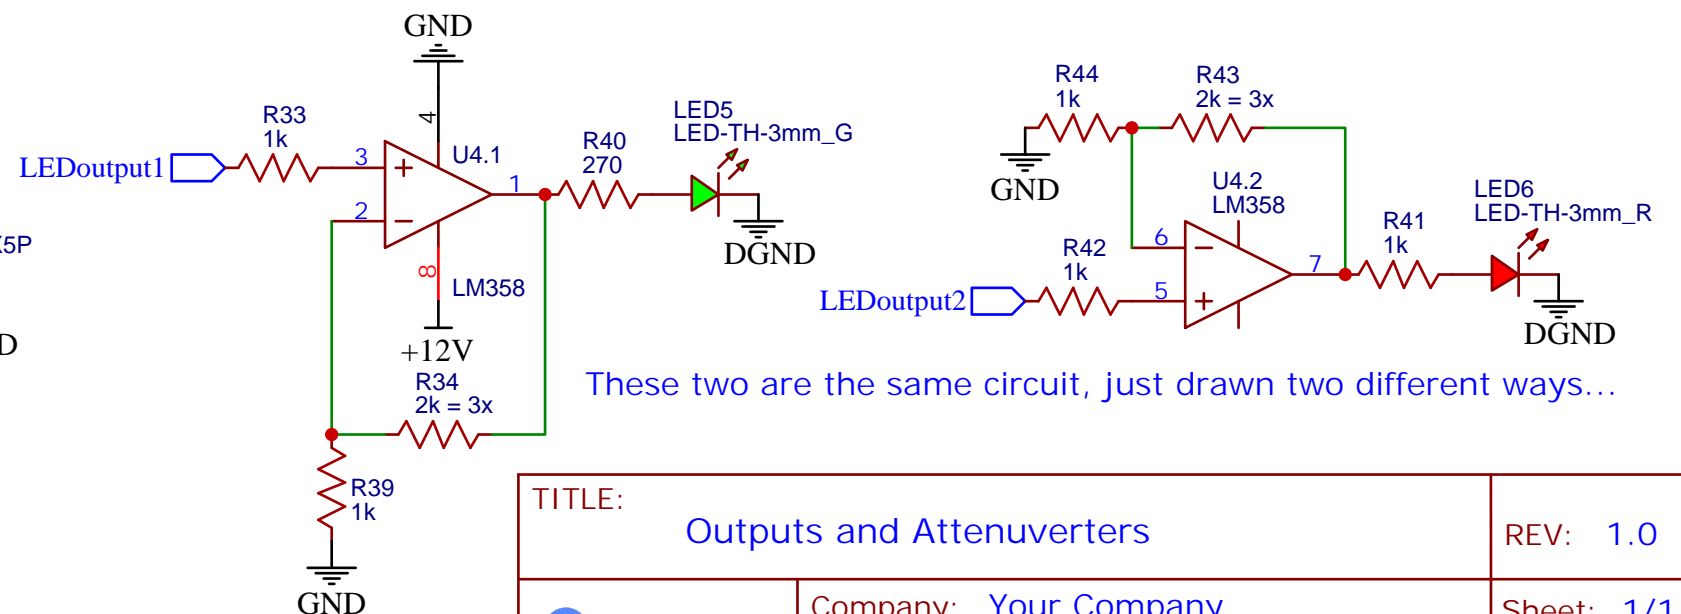 GND
R33
1k
LEDoutput1
3
+
2
−
4
U4.1
1
8
LM358
+12V
R40
270
LED5
LED-TH-3mm_G
DGND
R34
2k = 3x
R39
1k
GND
5P
D
R44
1k
R43
2k = 3x
GND
U4.2
LM358
6
−
5
+
7
R42
1k
LEDoutput2
R41
1k
LED6
LED-TH-3mm_R
DGND
These two are the same circuit, just drawn two different ways...
TITLE:
Outputs and Attenuverters
REV: 1.0
Company: Your Company
Sheet: 1/1